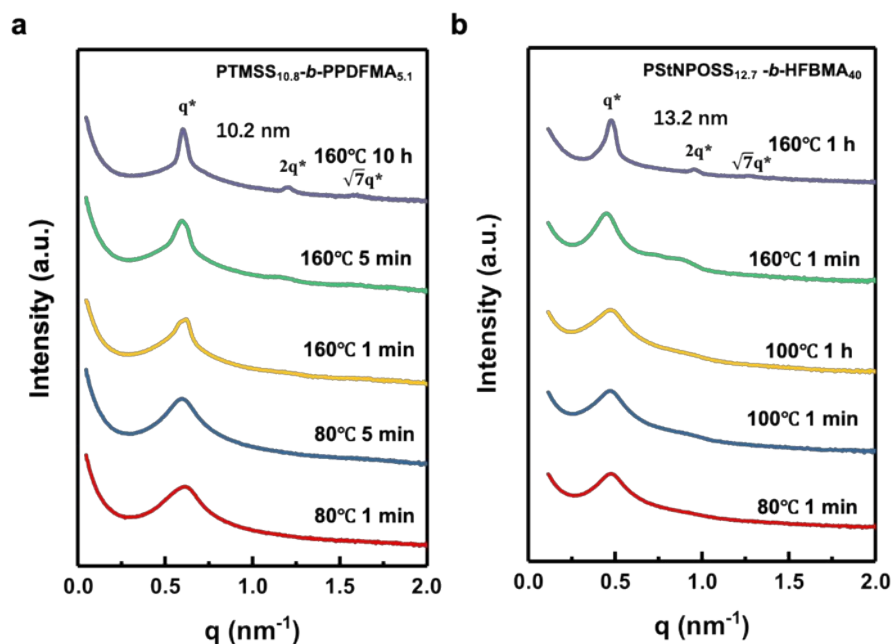 a
PTMSS10.8-b-PPDFMA5.1
q*
10.2 nm
160℃ 10 h
2q*
√7q*
160℃ 5 min
160℃ 1 min
80℃ 5 min
80℃ 1 min
Intensity (a.u.)
0.0 0.5 1.0 1.5 2.0
q (nm-1)
b
PStNPOSS12.7 -b-HFBMA40
q*
13.2 nm
160℃ 1 h
2q*
√7q*
160℃ 1 min
100℃ 1 h
100℃ 1 min
80℃ 1 min
Intensity (a.u.)
0.0 0.5 1.0 1.5 2.0
q (nm-1)